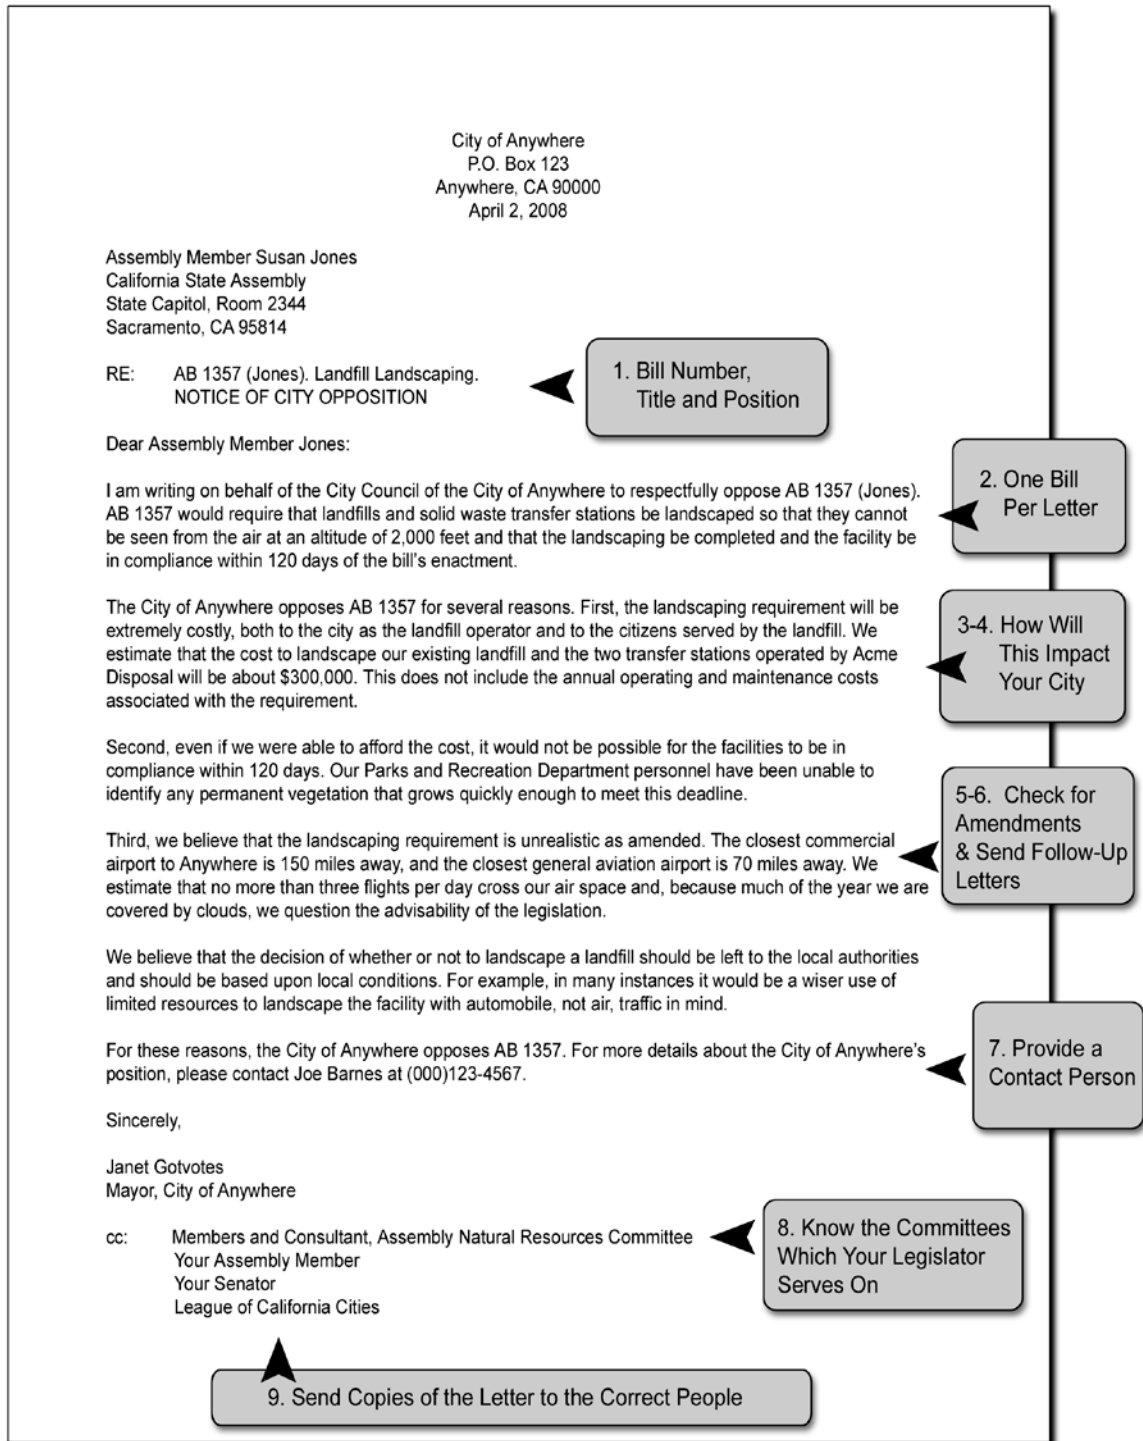 City of Anywhere
P.O. Box 123
Anywhere, CA 90000
April 2, 2008
Assembly Member Susan Jones
California State Assembly
State Capitol, Room 2344
Sacramento, CA 95814
RE: AB 1357 (Jones). Landfill Landscaping.
NOTICE OF CITY OPPOSITION
1. Bill Number,
Title and Position
Dear Assembly Member Jones:
I am writing on behalf of the City Council of the City of Anywhere to respectfully oppose AB 1357 (Jones).
AB 1357 would require that landfills and solid waste transfer stations be landscaped so that they cannot
be seen from the air at an altitude of 2,000 feet and that the landscaping be completed and the facility be
in compliance within 120 days of the bill's enactment.
2. One Bill
Per Letter
The City of Anywhere opposes AB 1357 for several reasons. First, the landscaping requirement will be
extremely costly, both to the city as the landfill operator and to the citizens served by the landfill. We
estimate that the cost to landscape our existing landfill and the two transfer stations operated by Acme
Disposal will be about $300,000. This does not include the annual operating and maintenance costs
associated with the requirement.
3-4. How Will
This Impact
Your City
Second, even if we were able to afford the cost, it would not be possible for the facilities to be in
compliance within 120 days. Our Parks and Recreation Department personnel have been unable to
identify any permanent vegetation that grows quickly enough to meet this deadline.
Third, we believe that the landscaping requirement is unrealistic as amended. The closest commercial
airport to Anywhere is 150 miles away, and the closest general aviation airport is 70 miles away. We
estimate that no more than three flights per day cross our air space and, because much of the year we are
covered by clouds, we question the advisability of the legislation.
5-6. Check for
Amendments
& Send Follow-Up
Letters
We believe that the decision of whether or not to landscape a landfill should be left to the local authorities
and should be based upon local conditions. For example, in many instances it would be a wiser use of
limited resources to landscape the facility with automobile, not air, traffic in mind.
For these reasons, the City of Anywhere opposes AB 1357. For more details about the City of Anywhere's
position, please contact Joe Barnes at (000)123-4567.
7. Provide a
Contact Person
Sincerely,
Janet Gotvotes
Mayor, City of Anywhere
cc: Members and Consultant, Assembly Natural Resources Committee
Your Assembly Member
Your Senator
League of California Cities
8. Know the Committees
Which Your Legislator
Serves On
9. Send Copies of the Letter to the Correct People